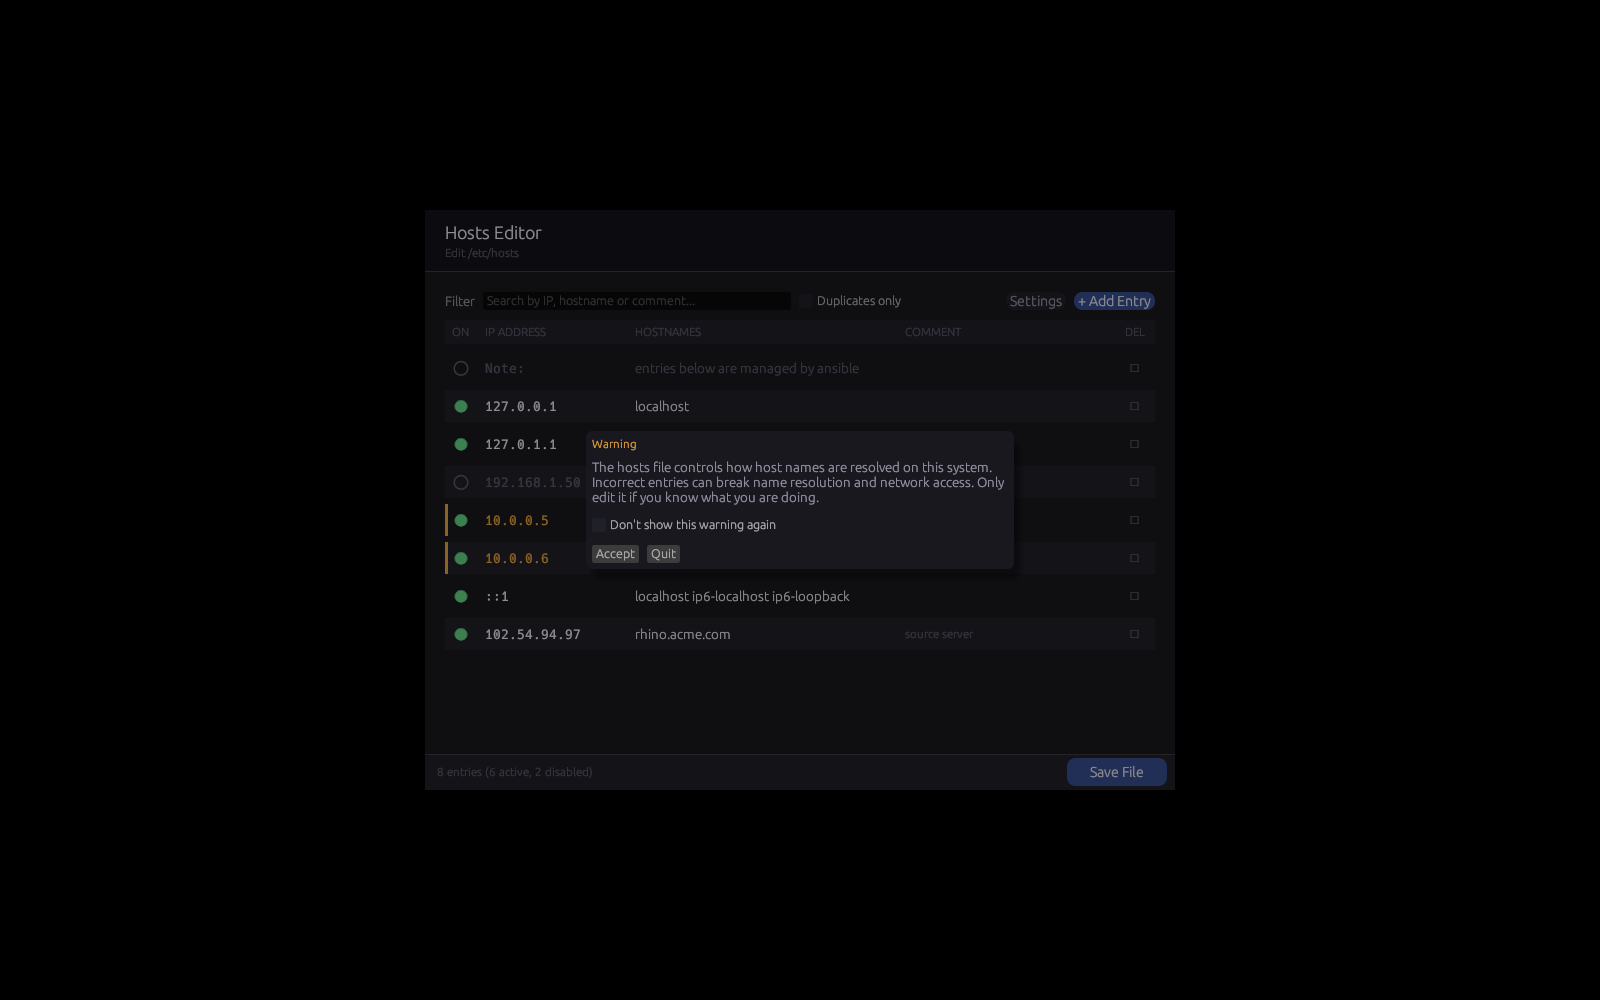 Hosts Editor
Edit /etc/hosts
Filter Search by IP, hostname or comment... Duplicates only Settings + Add Entry
ON IP ADDRESS HOSTNAMES COMMENT DEL
Note: entries below are managed by ansible
127.0.0.1 localhost
127.0.1.1
192.168.1.50
10.0.0.5
10.0.0.6
Warning
The hosts file controls how host names are resolved on this system.
Incorrect entries can break name resolution and network access. Only
edit it if you know what you are doing.
Don't show this warning again
Accept Quit
::1 localhost ip6-localhost ip6-loopback
102.54.94.97 rhino.acme.com source server
8 entries (6 active, 2 disabled) Save File